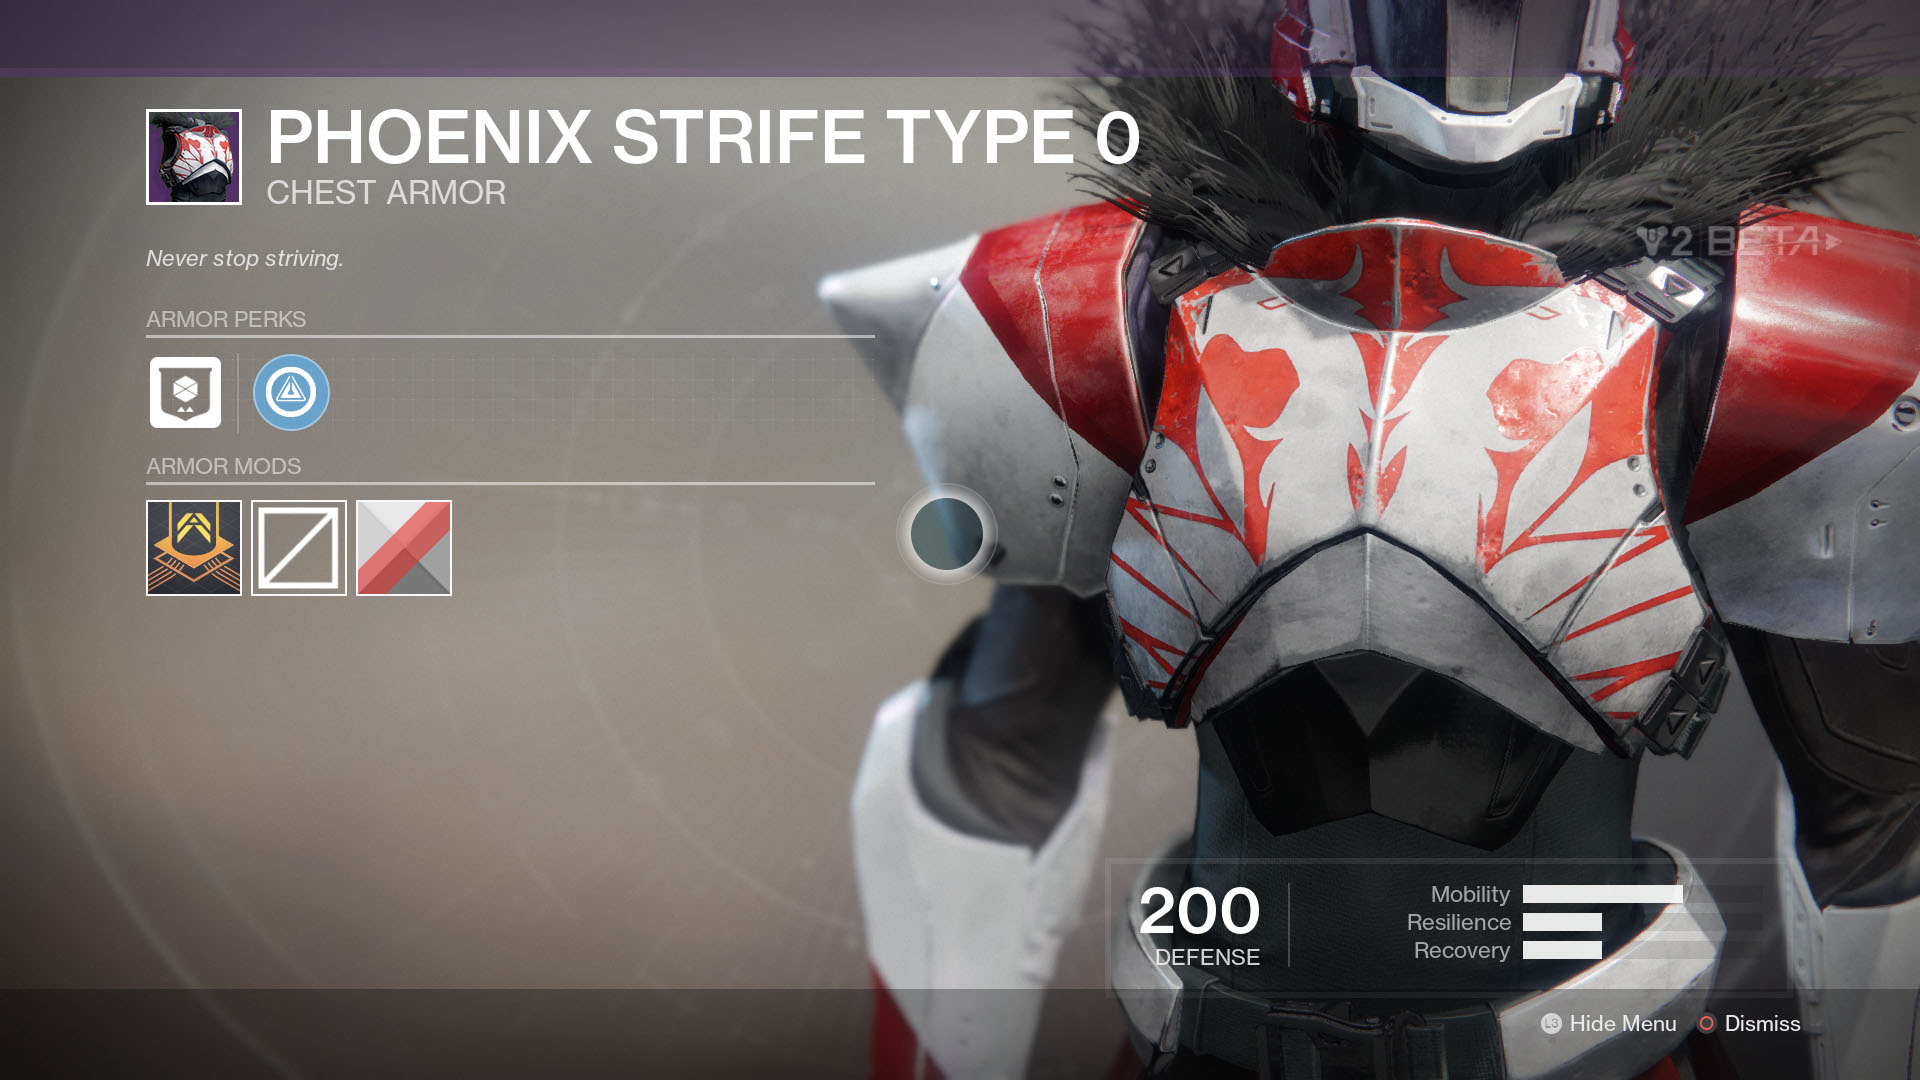 PHOENIX STRIFE TYPE 0
CHEST ARMOR
Never stop striving.
2 BETA
ARMOR PERKS
ARMOR MODS
200
DEFENSE
Mobility
Resilience
Recovery
L3 Hide Menu
Dismiss